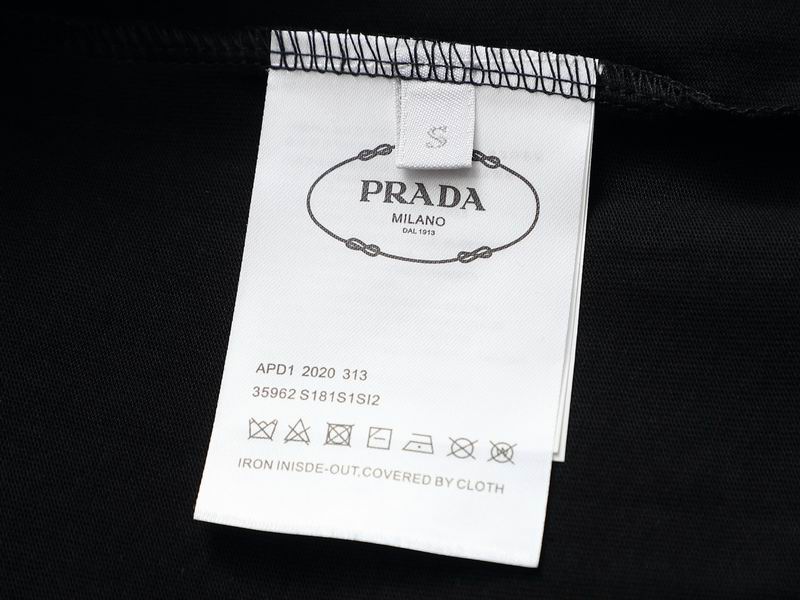 S
PRADA
MILANO
DAL 1913
APD1 2020 313
35962 S181S1SI2
IRON INISDE-OUT.COVERED BY CLOTH